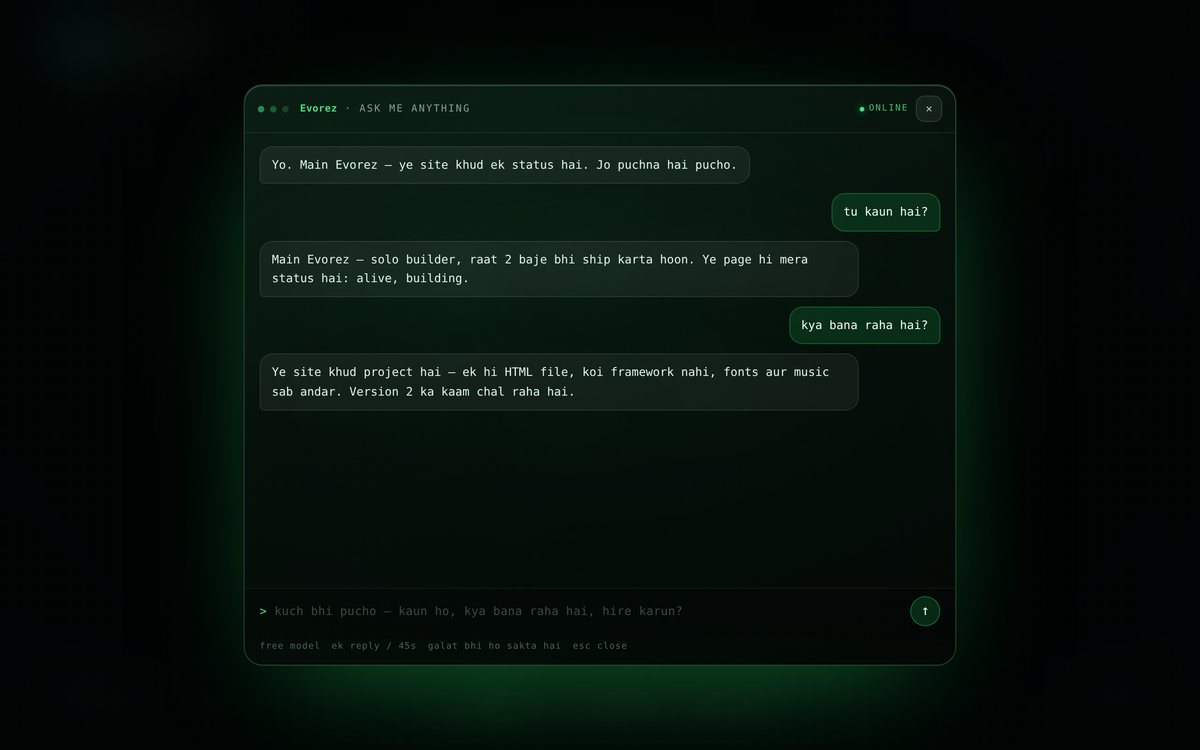 Evorez · ASK ME ANYTHING
ONLINE ×
Yo. Main Evorez — ye site khud ek status hai. Jo puchna hai pucho.
tu kaun hai?
Main Evorez — solo builder, raat 2 baje bhi ship karta hoon. Ye page hi mera
status hai: alive, building.
kya bana raha hai?
Ye site khud project hai — ek hi HTML file, koi framework nahi, fonts aur music
sab andar. Version 2 ka kaam chal raha hai.
> kuch bhi pucho — kaun ho, kya bana raha hai, hire karun? ↑
free model ek reply / 45s galat bhi ho sakta hai esc close